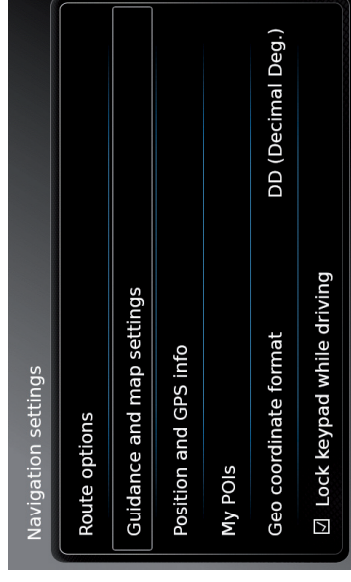 Navigation settings
Route options
Guidance and map settings
Position and GPS info
My POIs
Geo coordinate format DD (Decimal Deg.)
Lock keypad while driving